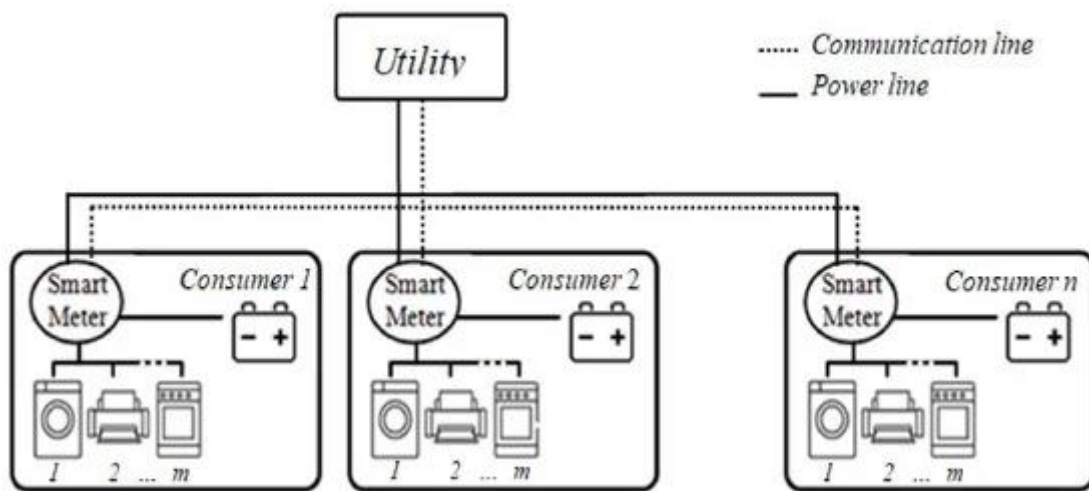 Utility
Communication line
Power line
Smart
Meter
Consumer 1
- +
1 2 ... m
Smart
Meter
Consumer 2
- +
1 2 ... m
Smart
Meter
Consumer n
- +
1 2 ... m